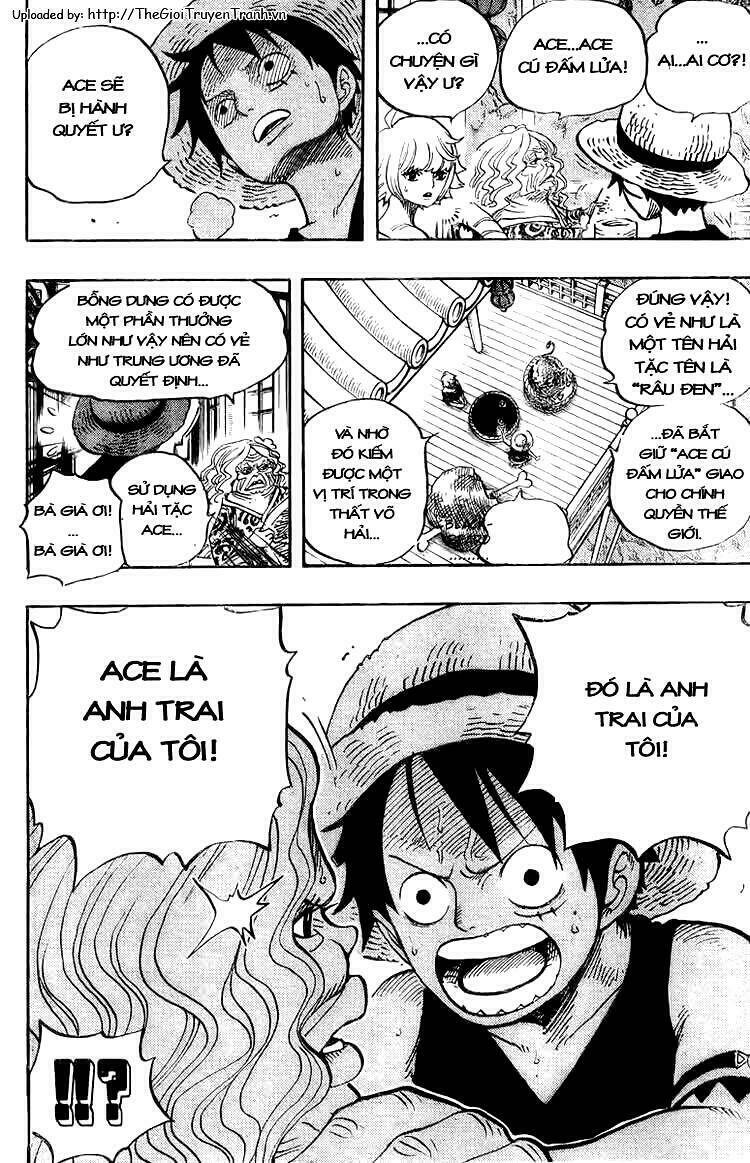 Uploaded by: http://TheGioiTruyenTranh.vn
...
AI...AI CƠ?!
ACE...ACE
CÚ ĐẤM LỬA!
...CÓ
CHUYỆN GÌ
VẬY Ư?
ACE SẼ
BỊ HÀNH
QUYẾT Ư?
ĐÚNG VẬY!
CÓ VẺ NHƯ LÀ
MỘT TÊN HẢI
TẶC TÊN LÀ
“RÂU ĐEN”...
...ĐÃ BẮT
GIỮ “ACE CÚ
ĐẤM LỬA” GIAO
CHO CHÍNH
QUYỀN THẾ
GIỚI.
VÀ NHỜ
ĐÓ KIẾM
ĐƯỢC MỘT
VỊ TRÍ TRONG
THẤT VÕ
HẢI...
BỖNG DƯNG CÓ ĐƯỢC
MỘT PHẦN THƯỞNG
LỚN NHƯ VẬY NÊN CÓ VẺ
NHƯ TRUNG ƯƠNG ĐÃ
QUYẾT ĐỊNH...
SỬ DỤNG
HẢI TẶC
ACE...
BÀ GIÀ ƠI!
...
BÀ GIÀ ƠI!
ĐÓ LÀ ANH
TRAI CỦA
TÔI!
ACE LÀ
ANH TRAI
CỦA TÔI!
!!?